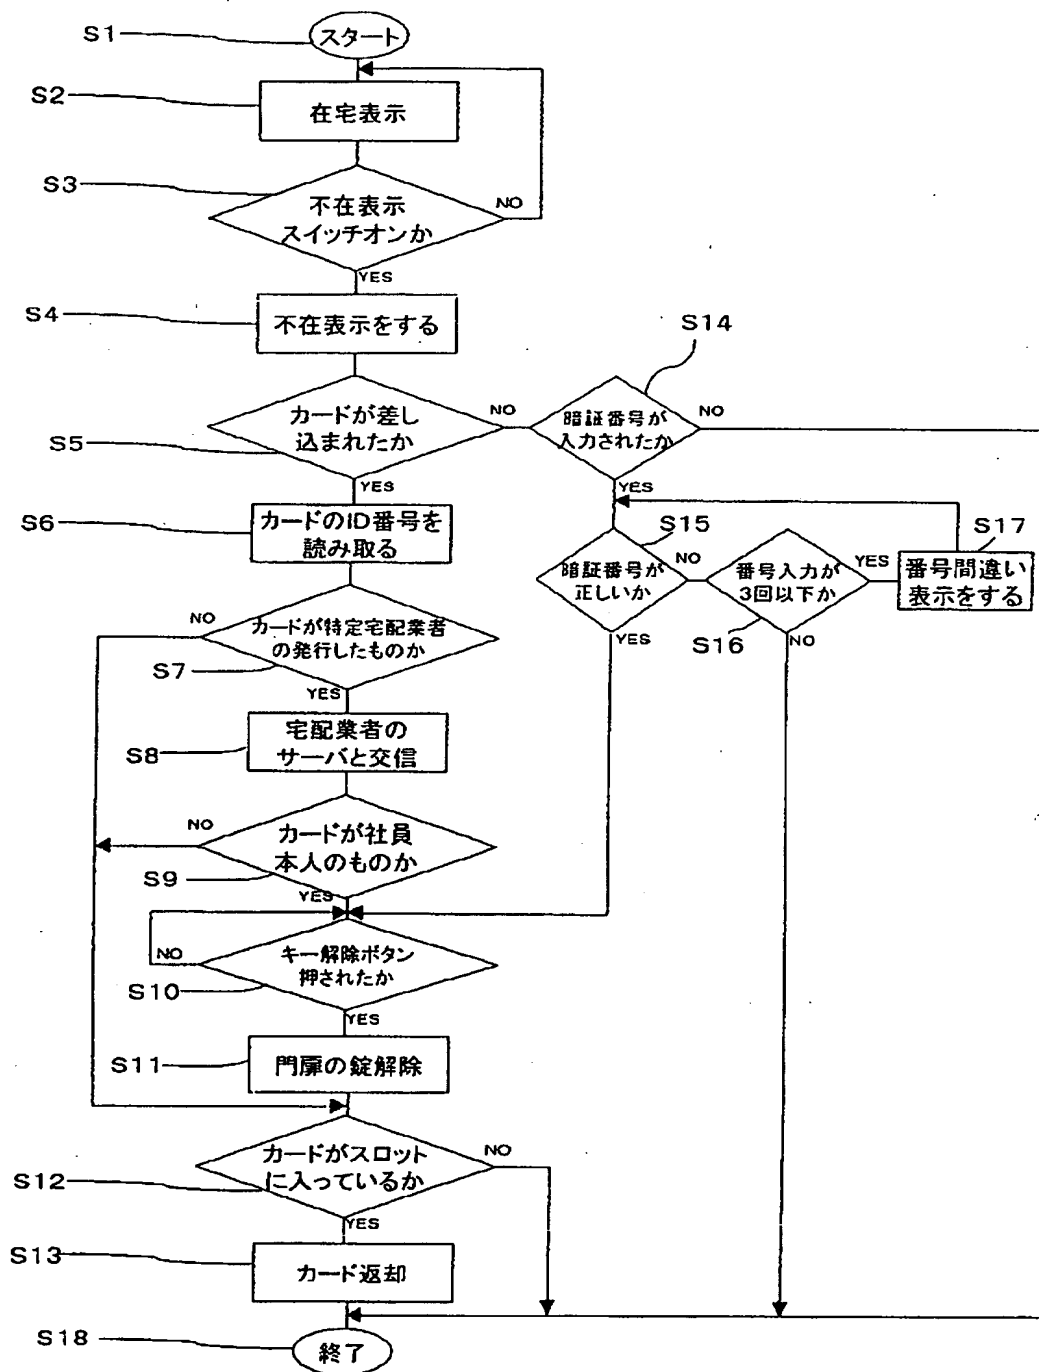 S1
スタート
S2
在宅表示
S3
不在表示
スイッチオンか
NO
YES
S4
不在表示をする
S14
S5
カードが差し
込まれたか
NO
暗証番号が
入力されたか
NO
YES
YES
S6
カードのID番号を
読み取る
S15
S17
暗証番号が
正しいか
NO
番号入力が
3回以下か
YES
番号間違い
表示をする
S16
YES
NO
NO
カードが特定宅配業者
の発行したものか
S7
YES
S8
宅配業者の
サーバと交信
NO
カードが社員
本人のものか
S9
YES
NO
キー解除ボタン
押されたか
S10
YES
S11
門扉の錠解除
カードがスロット
に入っているか
NO
S12
YES
S13
カード返却
S18
終了